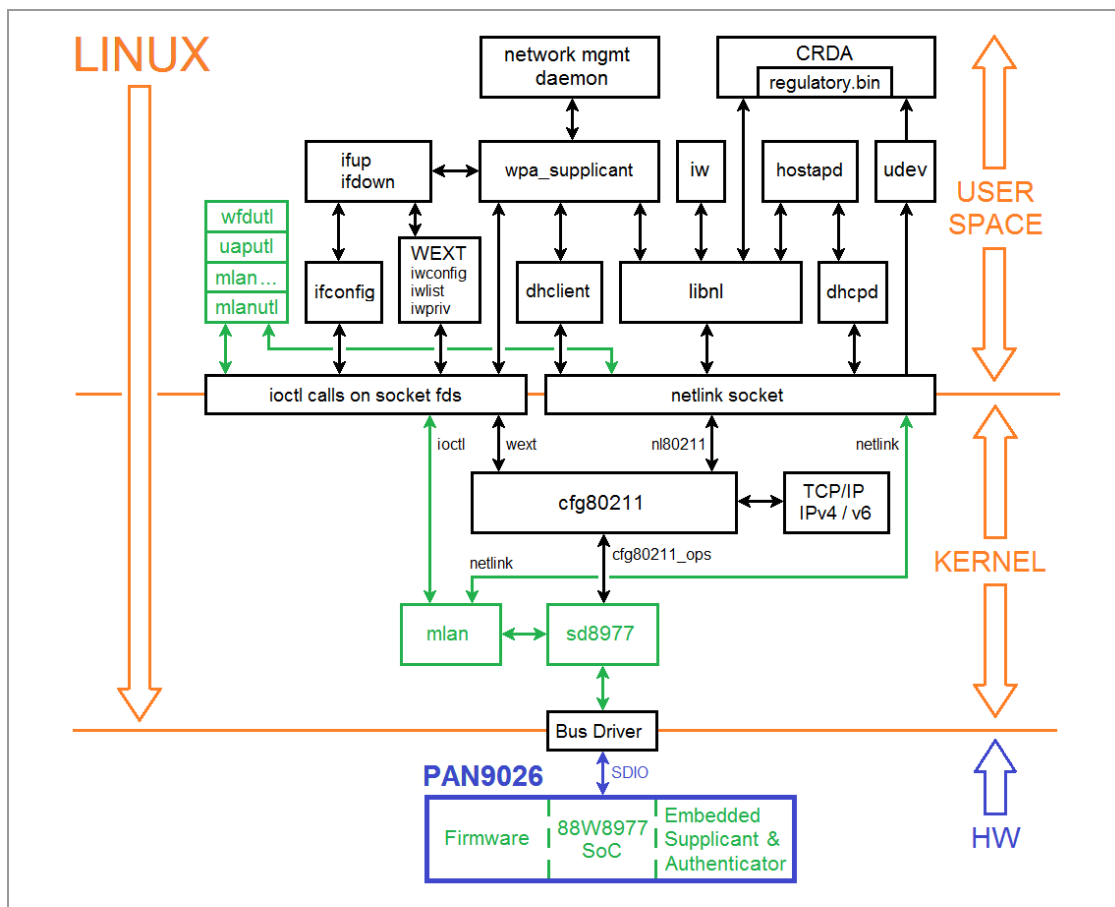 LINUX
network mgmt
daemon
CRDA
regulatory.bin
ifup
ifdown
wpa_supplicant
iw
hostapd
udev
USER
SPACE
wfdutl
uaputl
mlan...
mlanutl
ifconfig
WEXT
iwconfig
iwlist
iwpriv
dhclient
libnl
dhcpd
ioctl calls on socket fds
netlink socket
ioctl
wext
nl80211
netlink
cfg80211
TCP/IP
IPv4 / v6
cfg80211_ops
netlink
KERNEL
mlan
sd8977
Bus Driver
PAN9026
SDIO
Firmware
88W8977
SoC
Embedded
Supplicant &
Authenticator
HW